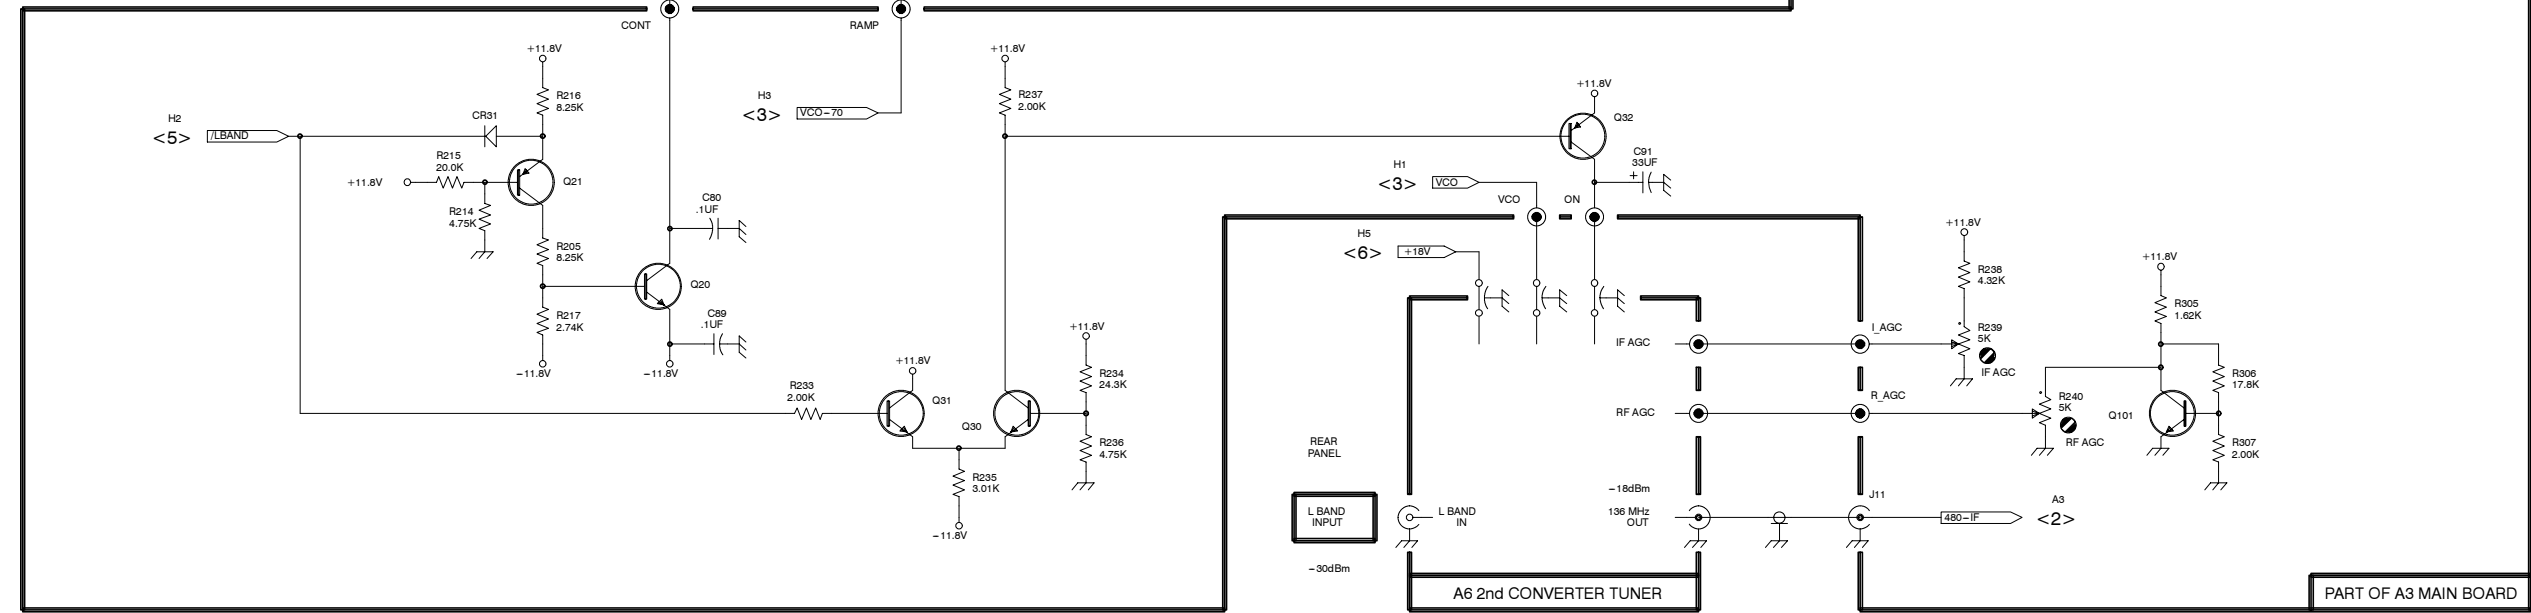 CONT
RAMP
+11.8V
R216
8.25K
H2
<5>
/LBAND
CR31
R215
20.0K
+11.8V
Q21
R214
4.75K
R205
8.25K
R217
2.74K
-11.8V
H3
<3>
VCO-70
C80
.1UF
Q20
C89
.1UF
-11.8V
+11.8V
R237
2.00K
R233
2.00K
+11.8V
Q31
Q30
R235
3.01K
-11.8V
+11.8V
R234
24.3K
R236
4.75K
+11.8V
Q32
C91
33UF
+
H1
<3>
VCO
VCO
ON
H5
<6>
+18V
IF AGC
I_AGC
RF AGC
R_AGC
+11.8V
R238
4.32K
R239
5K
IF AGC
+11.8V
R305
1.62K
R306
17.8K
R240
5K
RF AGC
Q101
R307
2.00K
REAR
PANEL
L BAND
INPUT
-30dBm
L BAND
IN
-18dBm
136 MHz
OUT
J11
480-IF
A3
<2>
A6 2nd CONVERTER TUNER
PART OF A3 MAIN BOARD